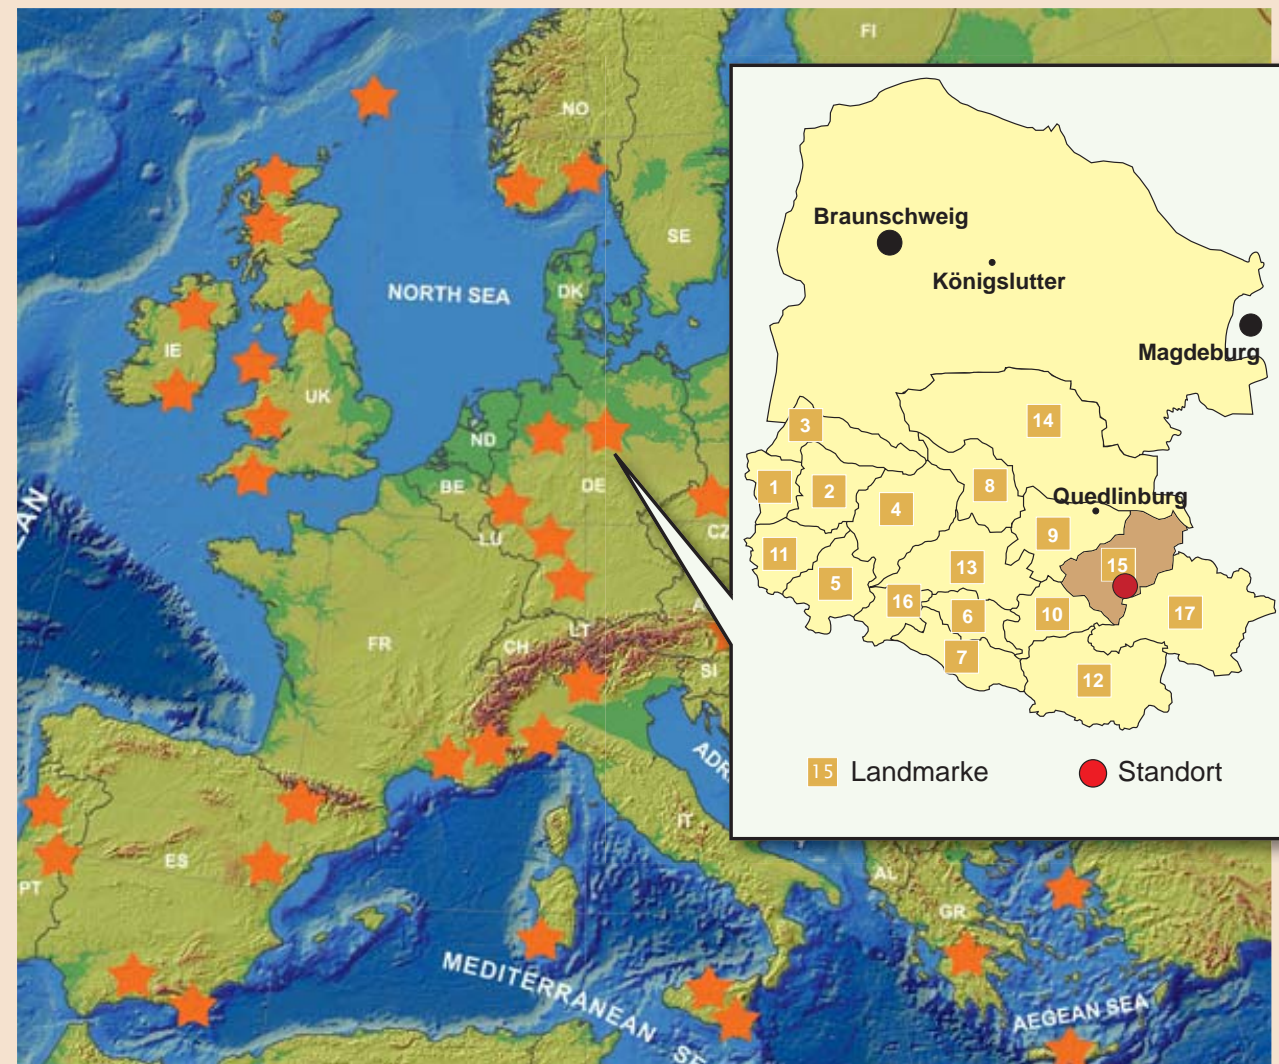 FI
NO
SE
NORTH SEA
DK
IE
UK
ND
BE
DE
LU
CZ
FR
LT
CH
SI
ADR
IT
ES
PT
AL
GR
MEDITERRANEAN SE
AEGEAN SEA
EAN
Braunschweig
Königslutter
Magdeburg
14
3
1
2
8
4
Quedlinburg
9
11
5
13
15
16
6
10
17
7
12
15 Landmarke
Standort